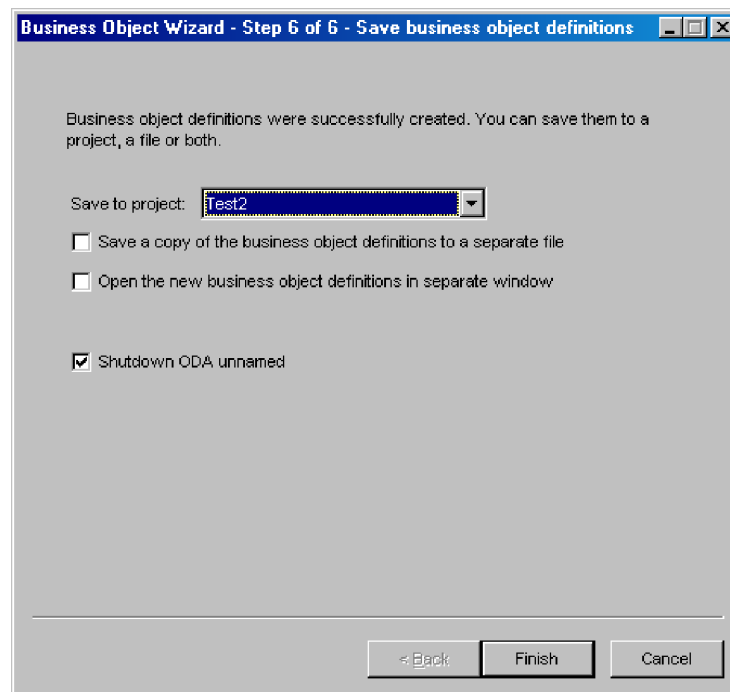 Business Object Wizard - Step 6 of 6 - Save business object definitions
Business object definitions were successfully created. You can save them to a
project, a file or both.
Save to project: Test2
Save a copy of the business object definitions to a separate file
Open the new business object definitions in separate window
Shutdown ODA unnamed
< Back Finish Cancel